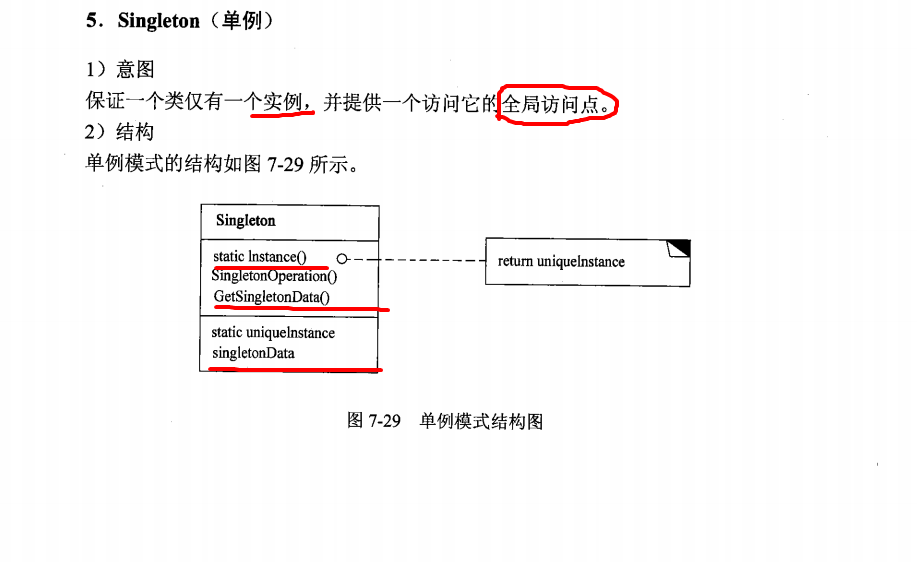 5. Singleton（单例）
1）意图
保证一个类仅有一个实例，并提供一个访问它的全局访问点。
2）结构
单例模式的结构如图 7-29 所示。
Singleton
static Instance()
SingletonOperation()
GetSingletonData()
static uniqueInstance
singletonData
return uniqueInstance
图 7-29 单例模式结构图